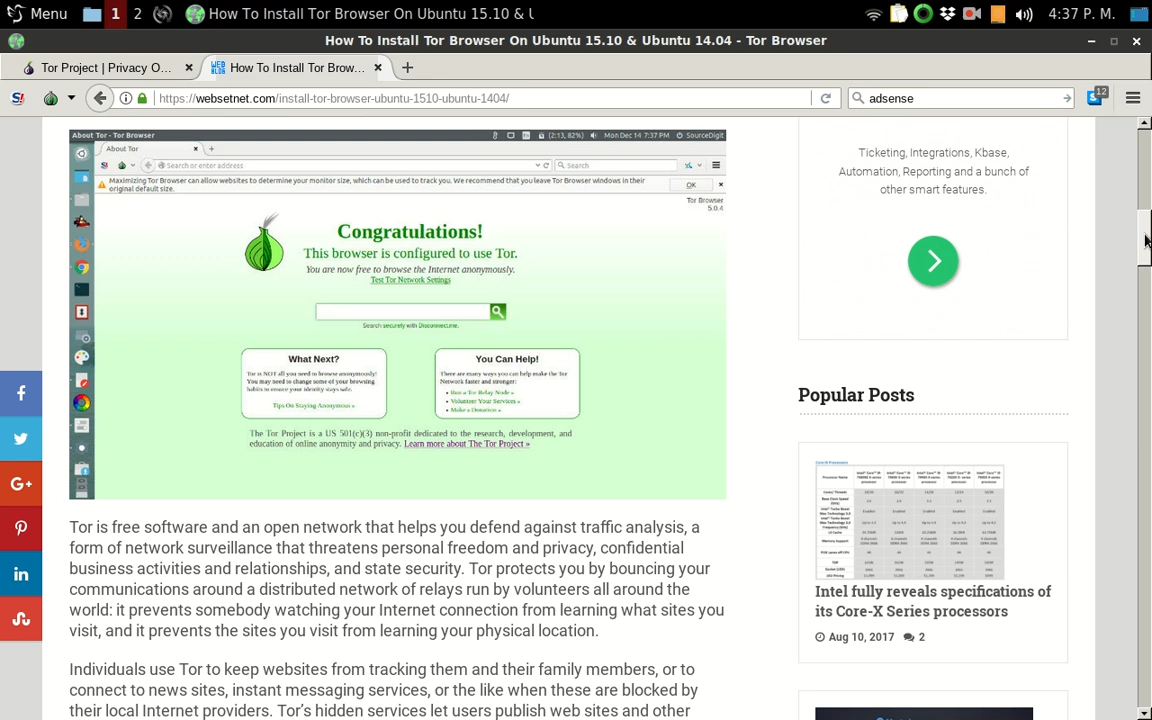 Menu 1 2 How To Install Tor Browser On Ubuntu 15.10 & U 4:37 P. M.
How To Install Tor Browser On Ubuntu 15.10 & Ubuntu 14.04 - Tor Browser
Tor Project | Privacy O... How To Install Tor Brow...
https://websetnet.com/install-tor-browser-ubuntu-1510-ubuntu-1404/ adsense 12
About Tor - Tor Browser (2:13, 82%) Mon Dec 14 7:37 PM SourceDigit
About Tor
Search or enter address Search
Maximizing Tor Browser can allow websites to determine your monitor size, which can be used to track you. We recommend that you leave Tor Browser windows in their
original default size. OK
Tor Browser
5.0.4
Congratulations!
This browser is configured to use Tor.
You are now free to browse the Internet anonymously.
Test Tor Network Settings
Search securely with Disconnect.me.
What Next?
Tor is NOT all you need to browse anonymously!
You may need to change some of your browsing
habits to ensure your identity stays safe.
Tips On Staying Anonymous »
You Can Help!
There are many ways you can help make the Tor
Network faster and stronger:
Run a Tor Relay Node »
Volunteer Your Services »
Make a Donation »
The Tor Project is a US 501(c)(3) non-profit dedicated to the research, development, and
education of online anonymity and privacy. Learn more about The Tor Project »
Tor is free software and an open network that helps you defend against traffic analysis, a
form of network surveillance that threatens personal freedom and privacy, confidential
business activities and relationships, and state security. Tor protects you by bouncing your
communications around a distributed network of relays run by volunteers all around the
world: it prevents somebody watching your Internet connection from learning what sites you
visit, and it prevents the sites you visit from learning your physical location.
Individuals use Tor to keep websites from tracking them and their family members, or to
connect to news sites, instant messaging services, or the like when these are blocked by
their local Internet providers. Tor's hidden services let users publish web sites and other
Ticketing, Integrations, Kbase,
Automation, Reporting and a bunch of
other smart features.
Popular Posts
Intel fully reveals specifications of
its Core-X Series processors
Aug 10, 2017 2